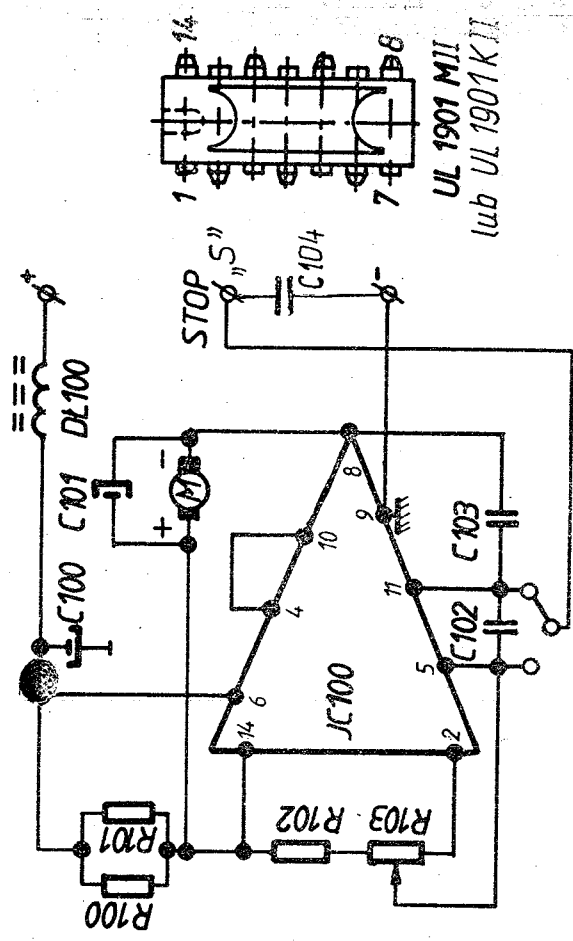 +
DŁ100
C100
C101
-
M
+
R101
R100
R102
R103
14
6
4
10
8
9
11
5
2
JC100
C102
C103
STOP
„S”
C104
-
1
14
7
8
UL 1901 MII
lub UL 1901 KII